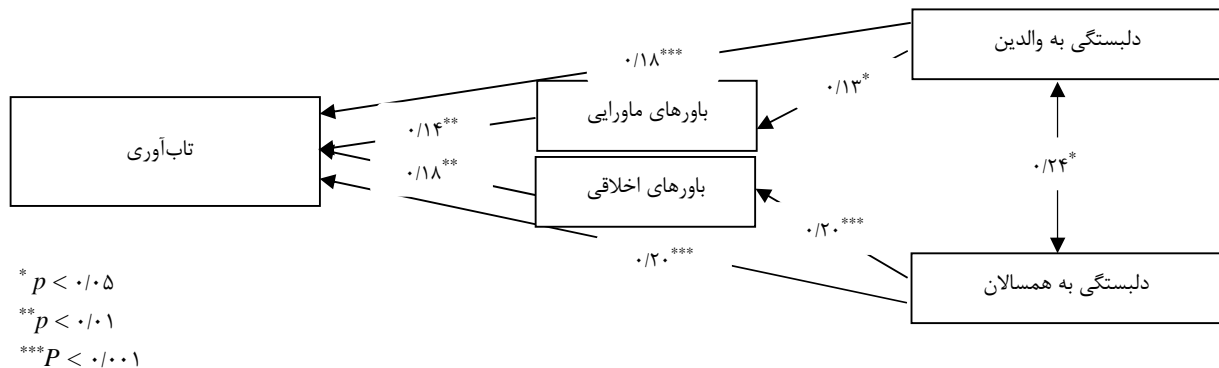 دلبستگی به والدین
۰/۱۸***
۰/۱۳*
باورهای ماورایی
۰/۱۴**
تاب‌آوری
۰/۲۴*
۰/۱۸**
باورهای اخلاقی
۰/۲۰***
۰/۲۰***
دلبستگی به همسالان
* p < ۰/۰۵
**p < ۰/۰۱
***P < ۰/۰۰۱